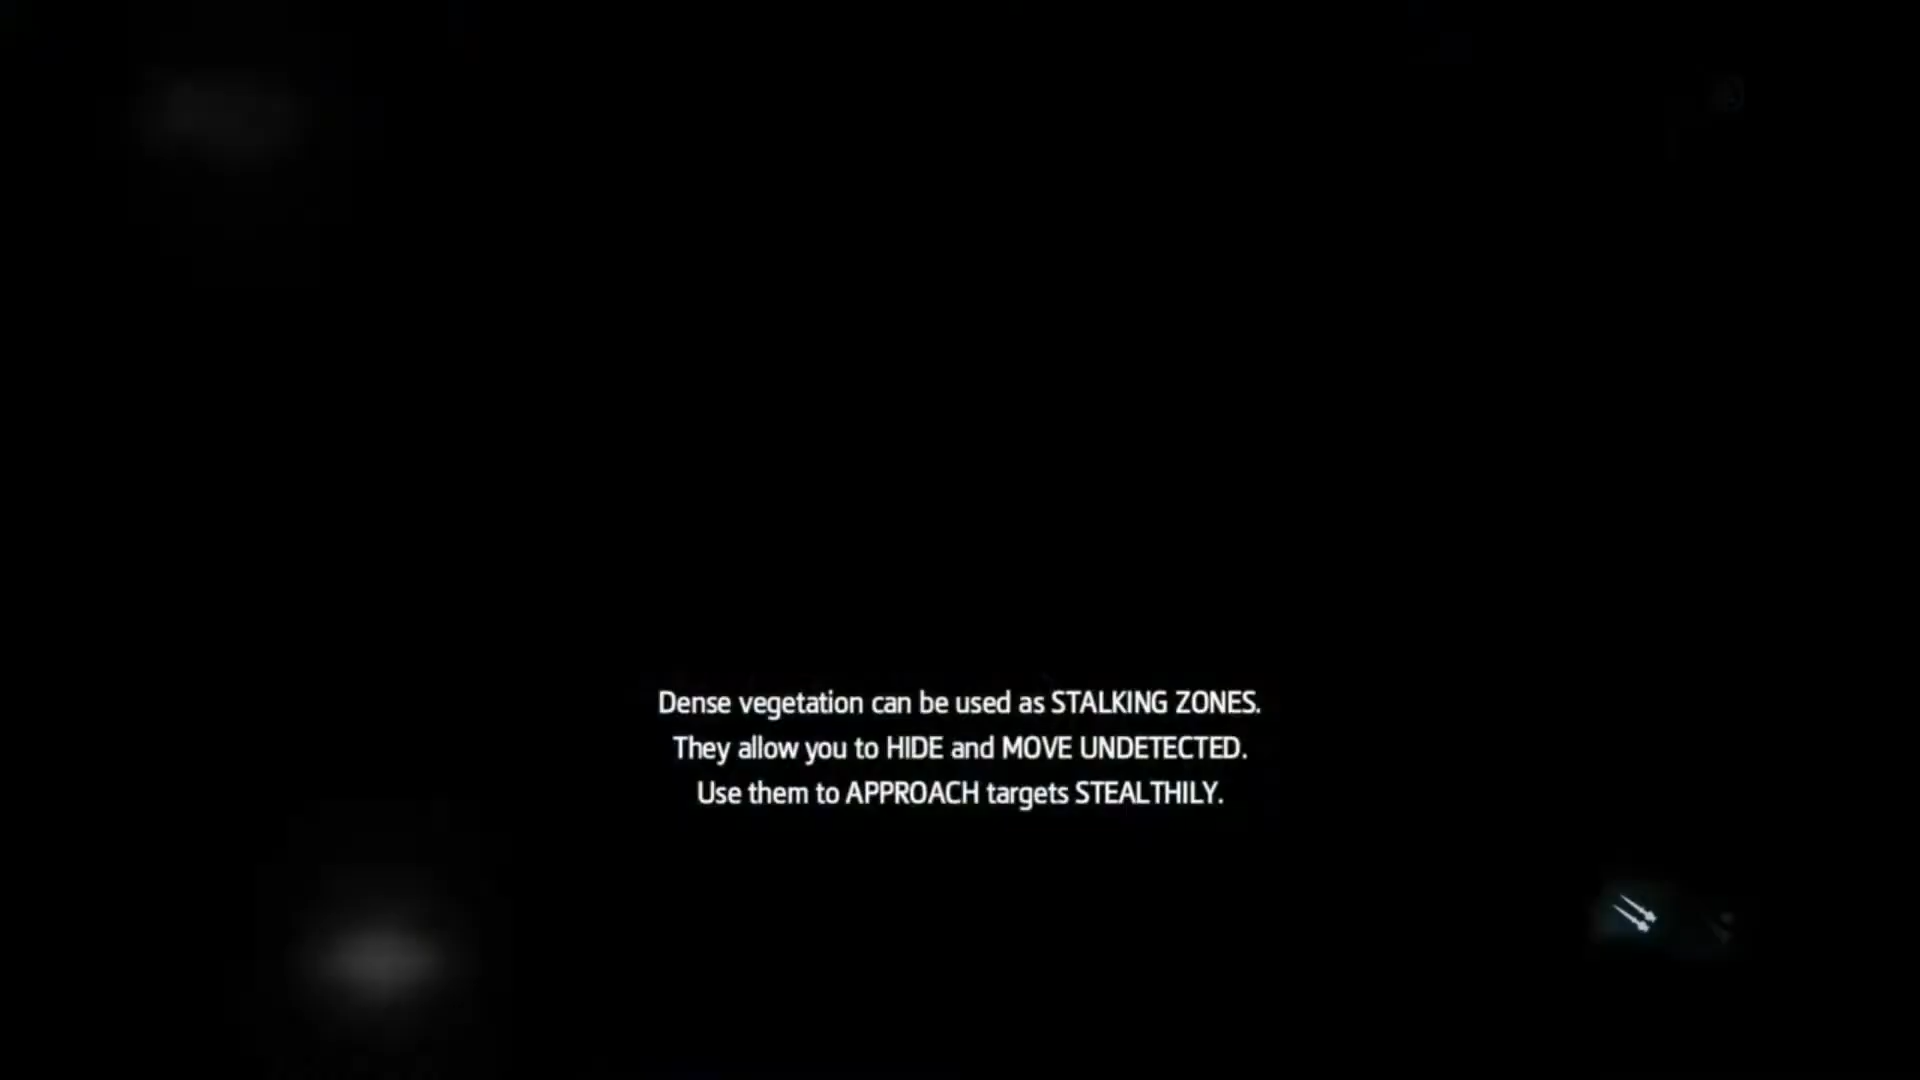 Dense vegetation can be used as STALKING ZONES.
They allow you to HIDE and MOVE UNDETECTED.
Use them to APPROACH targets STEALTHILY.